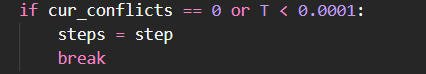 if cur_conflicts == 0 or T < 0.0001:
    steps = step
    break